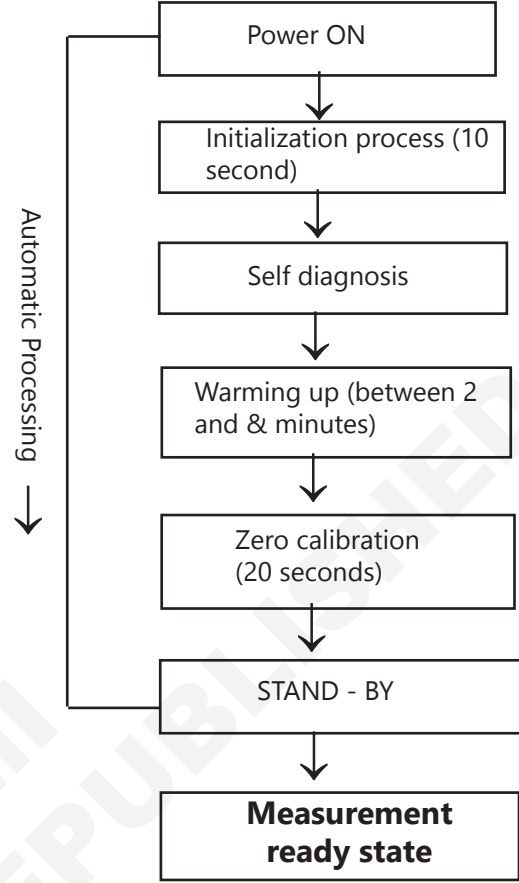 Power ON
Initialization process (10
second)
Self diagnosis
Warming up (between 2
and & minutes)
Zero calibration
(20 seconds)
STAND - BY
Measurement
ready state
Automatic Processing